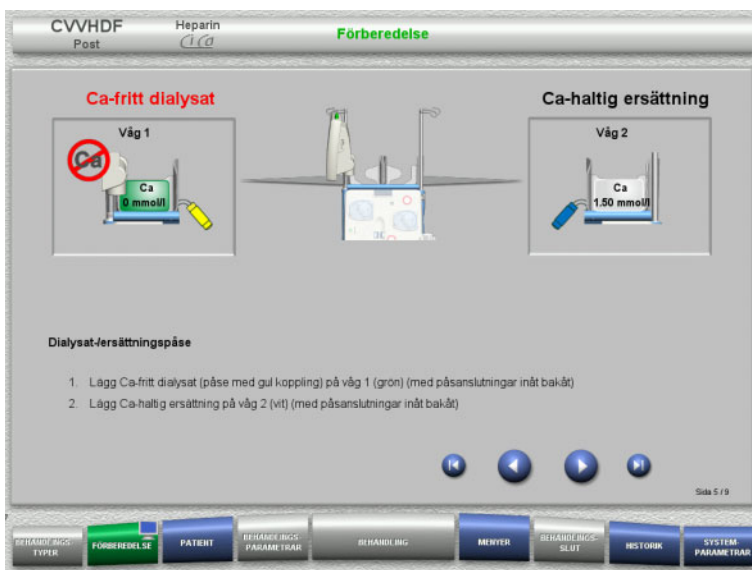 CVVHDF
Post
Heparin
Ci Ca
Förberedelse
Ca-fritt dialysat
Ca-haltig ersättning
Våg 1
Ca
Ca
0 mmol/l
Våg 2
Ca
1.50 mmol/l
Dialysat-/ersättningspåse
1. Lägg Ca-fritt dialysat (påse med gul koppling) på våg 1 (grön) (med påsanslutningar inåt bakåt)
2. Lägg Ca-haltig ersättning på våg 2 (vit) (med påsanslutningar inåt bakåt)
Sida 5 / 9
BEHANDLINGS-
TYPER
FÖRBEREDELSE
PATIENT
BEHANDLINGS-
PARAMETRAR
BEHANDLING
MENYER
BEHANDLINGS-
SLUT
HISTORIK
SYSTEM-
PARAMETRAR